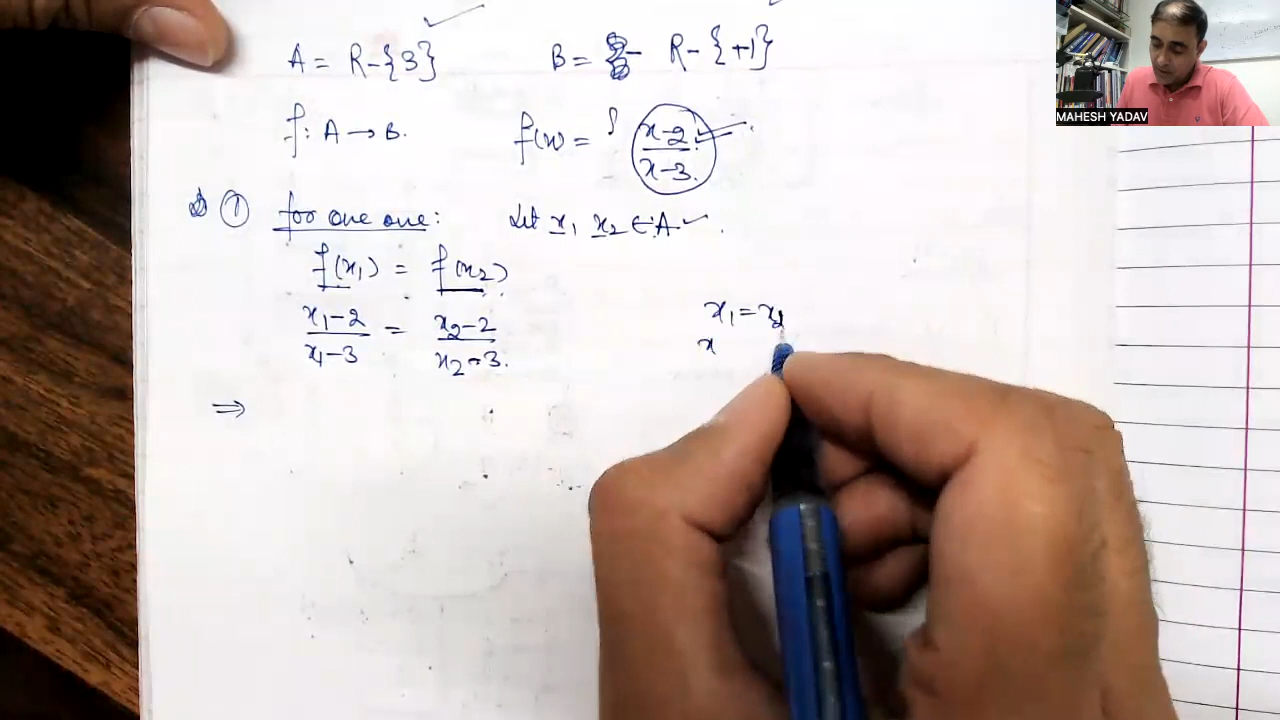 A = R-{3} B = R-{+1}
f: A → B. f(x) = x-2/x-3.
① for one one: Let x₁ x₂ ∈ A.
f(x₁) = f(x₂)
x₁-2/x₁-3 = x₂-2/x₂-3.
x₁ = x₂
x
⇒
MAHESH YADAV